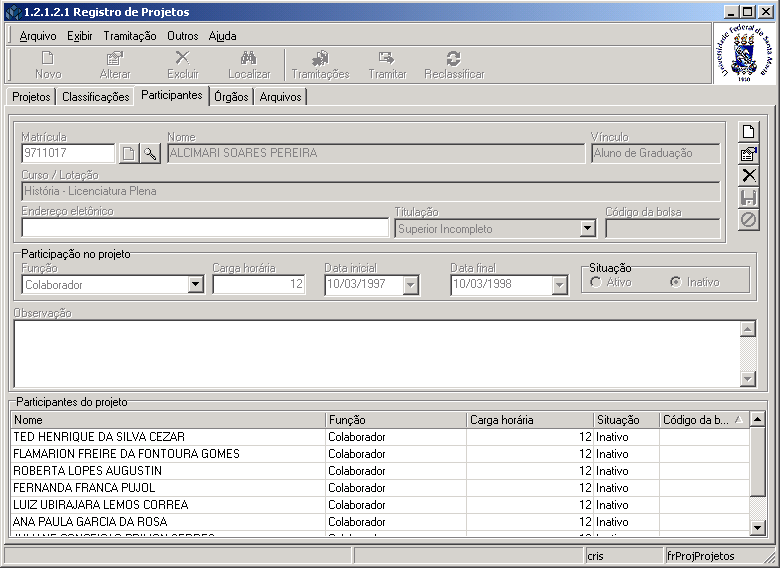 1.2.1.2.1 Registro de Projetos
Arquivo Exibir Tramitação Outros Ajuda
Novo Alterar Excluir Localizar Tramitações Tramitar Reclassificar
Universidade Federal de Santa Maria
1960
Projetos Classificações Participantes Órgãos Arquivos
Matrícula Nome Vínculo
9711017 ALCIMARI SOARES PEREIRA Aluno de Graduação
Curso / Lotação
História - Licenciatura Plena
Endereço eletônico Titulação Código da bolsa
Superior Incompleto
Participação no projeto
Função Carga horária Data inicial Data final Situação
Colaborador 12 10/03/1997 10/03/1998 Ativo Inativo
Observação
Participantes do projeto
Nome Função Carga horária Situação Código da b...
TED HENRIQUE DA SILVA CEZAR Colaborador 12 Inativo
FLAMARION FREIRE DA FONTOURA GOMES Colaborador 12 Inativo
ROBERTA LOPES AUGUSTIN Colaborador 12 Inativo
FERNANDA FRANCA PUJOL Colaborador 12 Inativo
LUIZ UBIRAJARA LEMOS CORREA Colaborador 12 Inativo
ANA PAULA GARCIA DA ROSA Colaborador 12 Inativo
Colaborador 12 Inativo
cris frProjProjetos